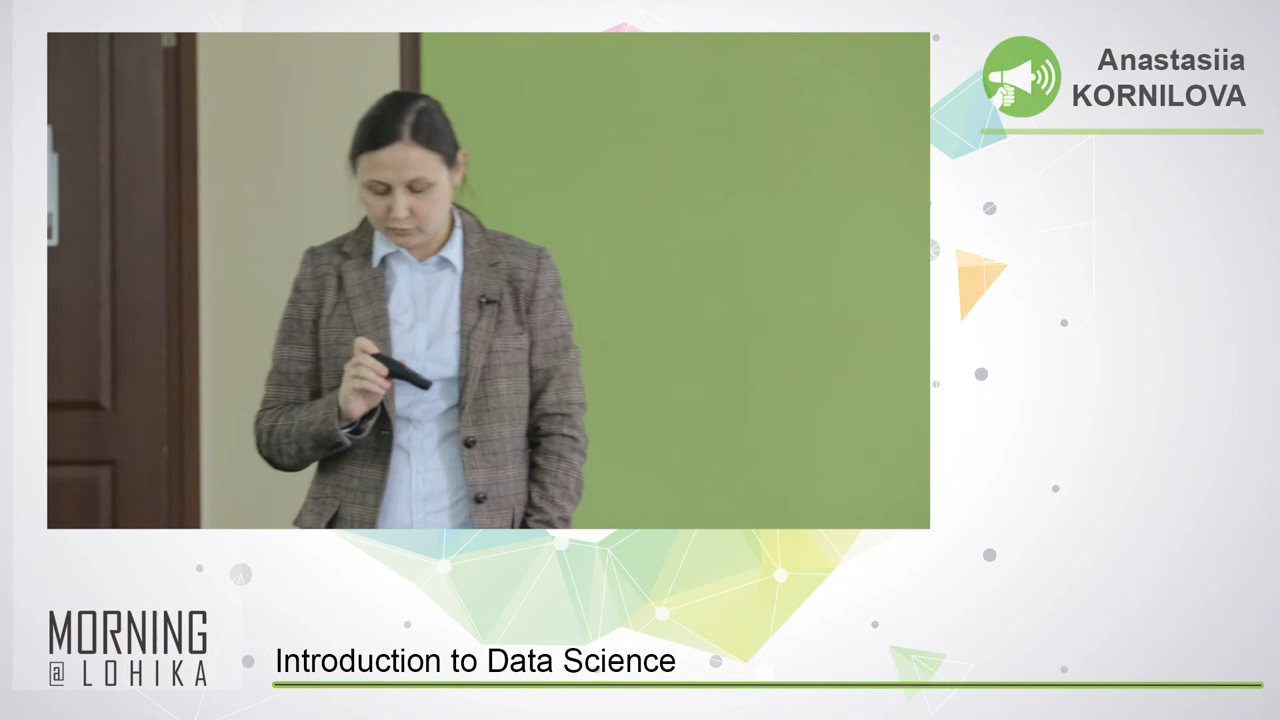 Anastasiia
KORNILOVA
MORNING
@ LOHIKA
Introduction to Data Science